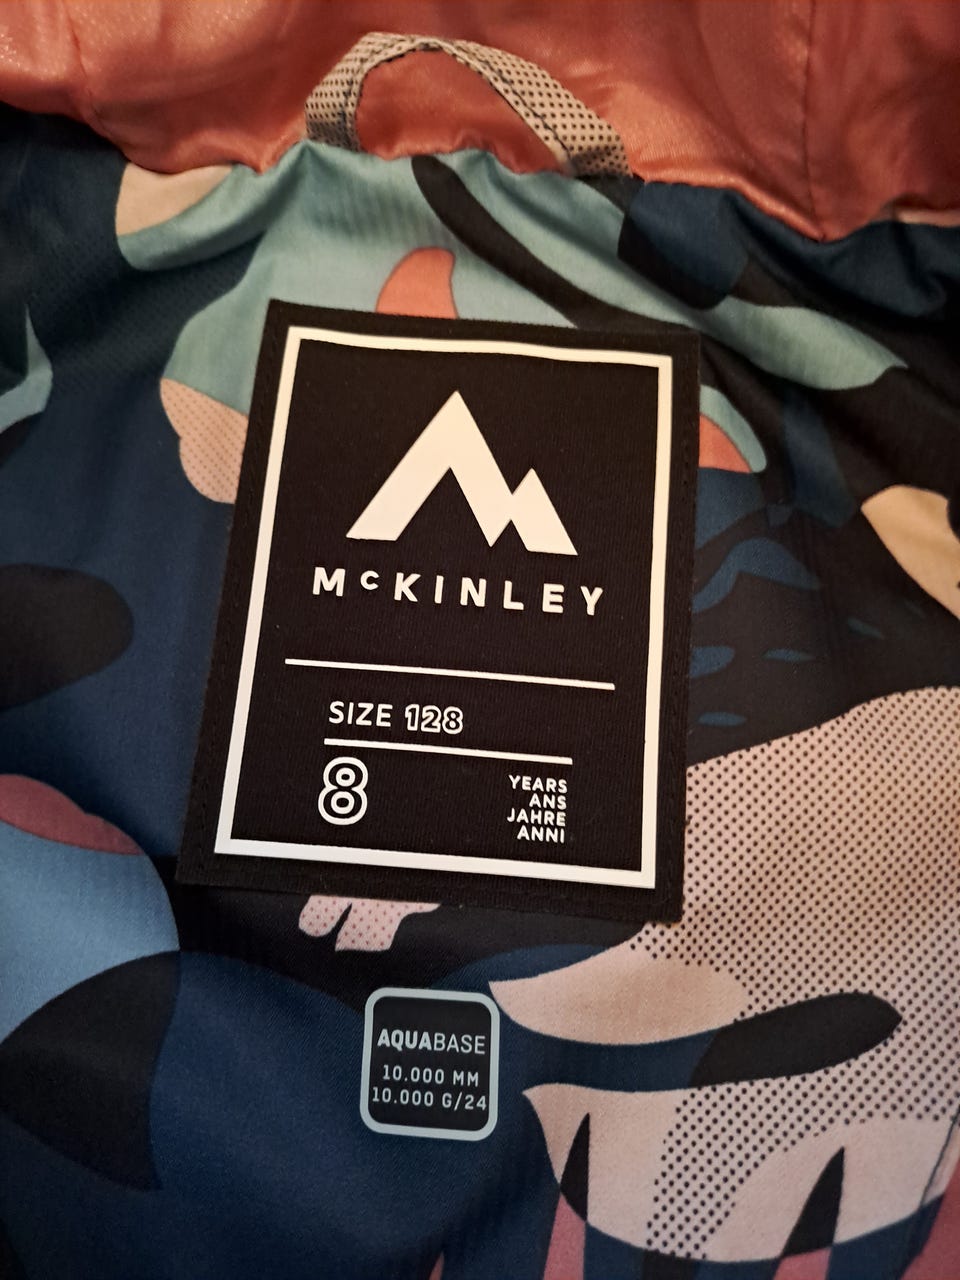 McKINLEY
SIZE 128
8
YEARS
ANS
JAHRE
ANNI
AQUABASE
10.000 MM
10.000 G/24